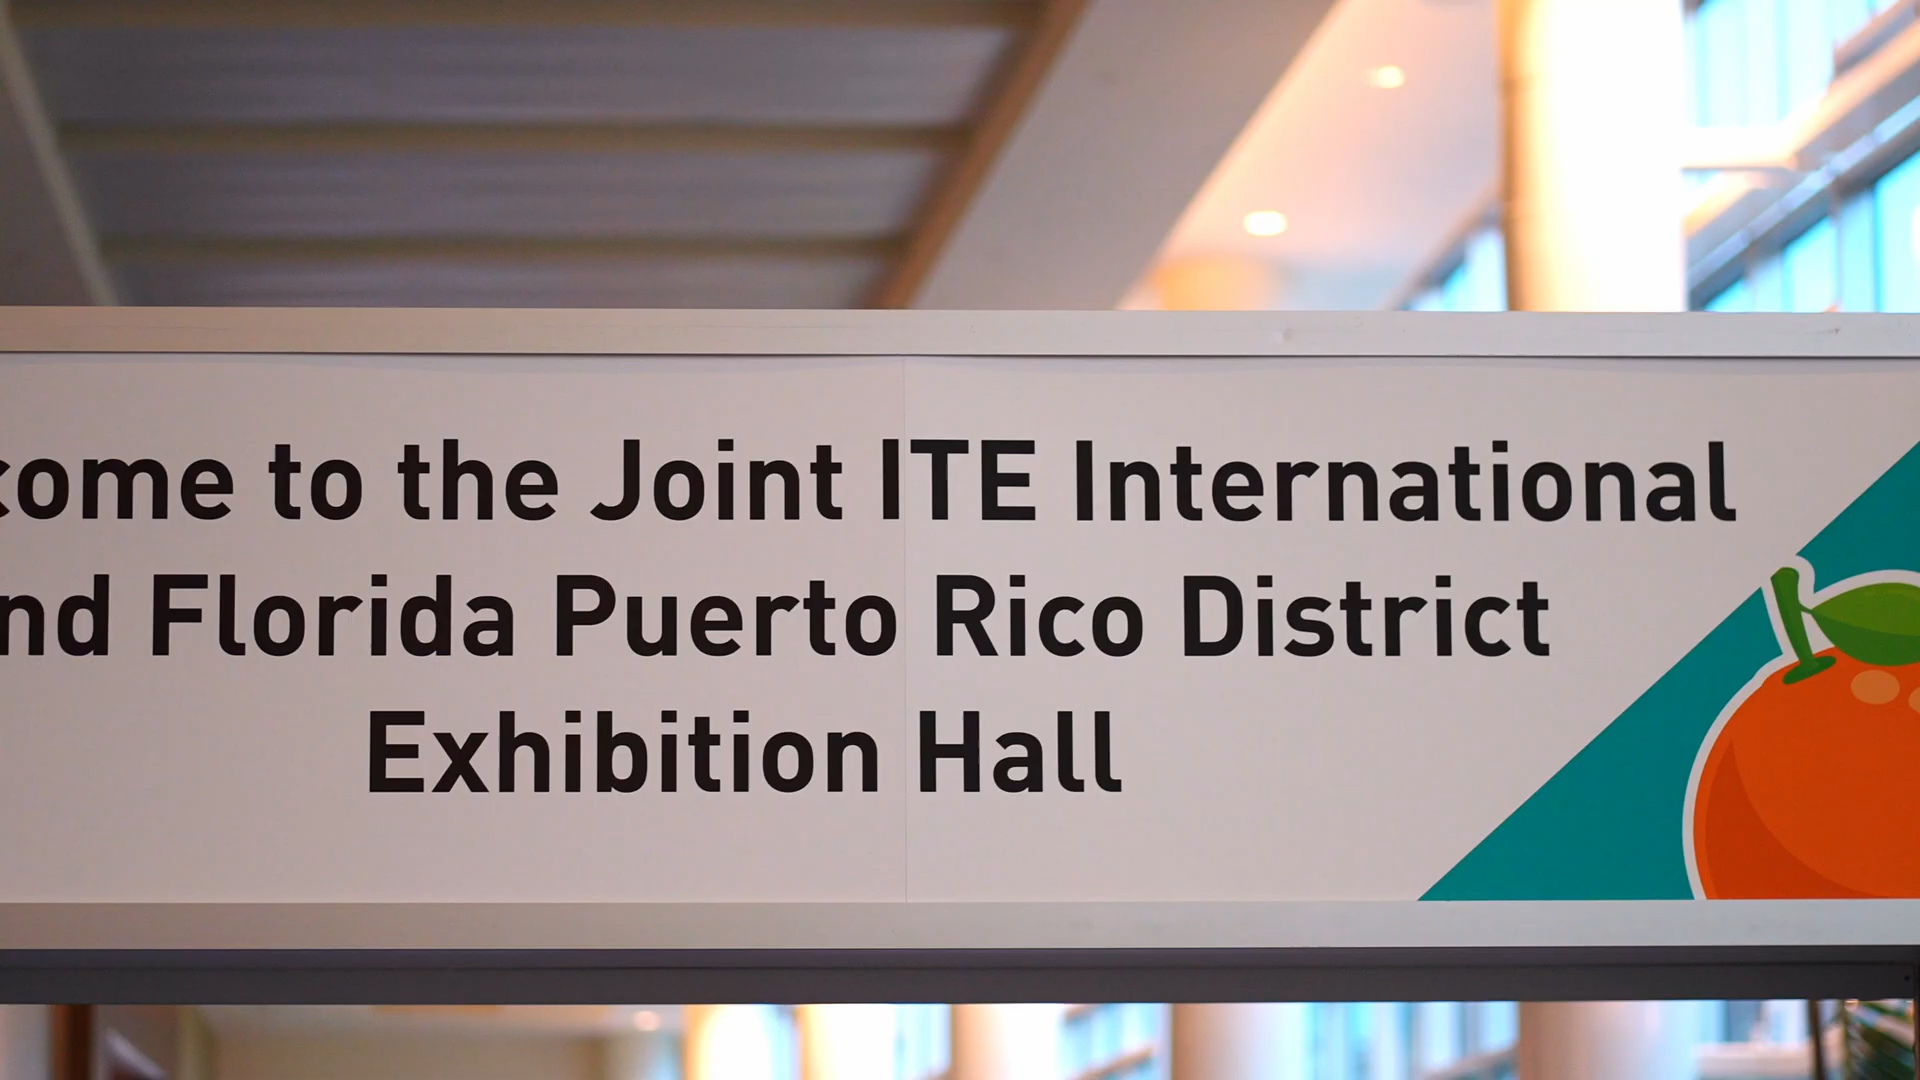 come to the Joint ITE International
nd Florida Puerto Rico District
Exhibition Hall